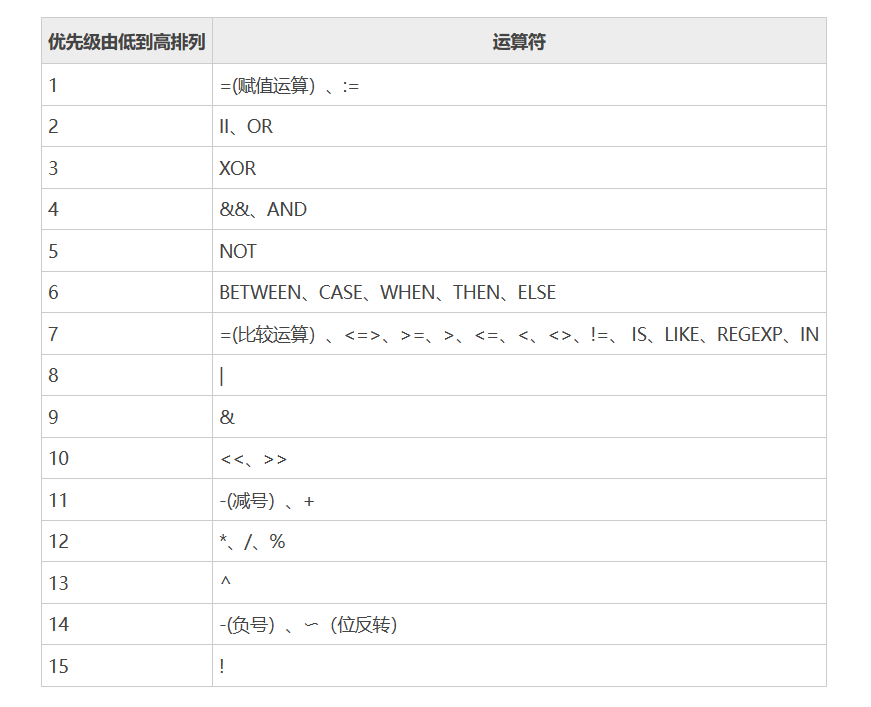 优先级由低到高排列 运算符
1 =(赋值运算）、:=
2 II、OR
3 XOR
4 &&、AND
5 NOT
6 BETWEEN、CASE、WHEN、THEN、ELSE
7 =(比较运算）、<=>、>=、>、<=、<、<>、!=、 IS、LIKE、REGEXP、IN
8 |
9 &
10 <<、>>
11 -(减号）、+
12 *、/、%
13 ^
14 -(负号）、〜（位反转）
15 !